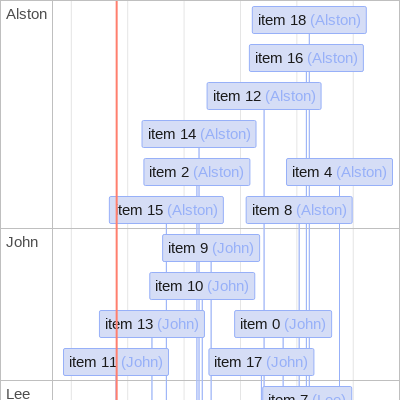 Alston
item 18 (Alston)
item 16 (Alston)
item 12 (Alston)
item 14 (Alston)
item 2 (Alston)
item 4 (Alston)
item 15 (Alston)
item 8 (Alston)
John
item 9 (John)
item 10 (John)
item 13 (John)
item 0 (John)
item 11 (John)
item 17 (John)
Lee
item 7 (Lee)